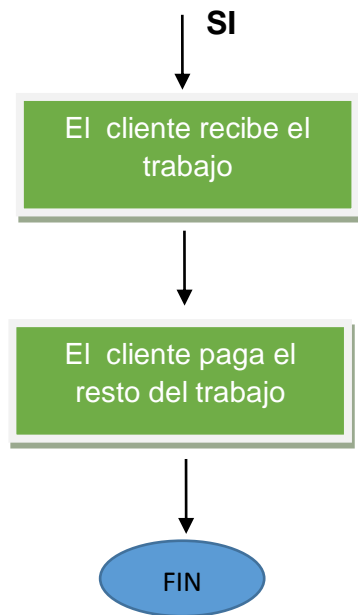 SI
El  cliente recibe el
trabajo
El  cliente paga el
resto del trabajo
FIN